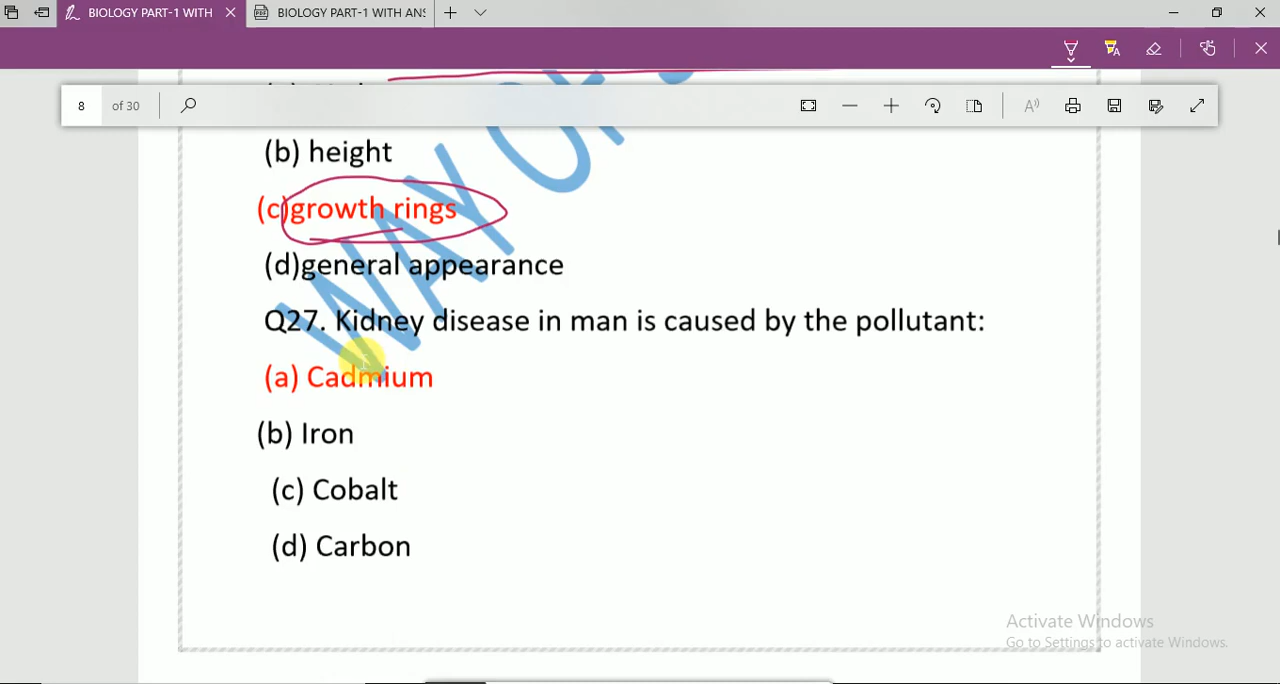 BIOLOGY PART-1 WITH
BIOLOGY PART-1 WITH ANS
8 of 30
(b) height
(c)growth rings
(d)general appearance
Q27. Kidney disease in man is caused by the pollutant:
(a) Cadmium
(b) Iron
(c) Cobalt
(d) Carbon
WAY OF
Activate Windows
Go to Settings to activate Windows.